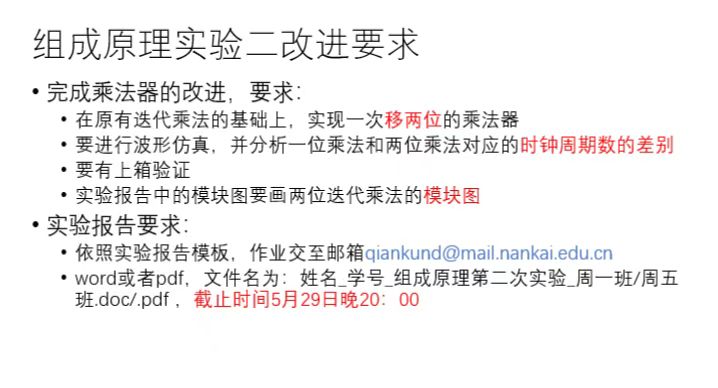 组成原理实验二改进要求
• 完成乘法器的改进，要求：
• 在原有迭代乘法的基础上，实现一次移两位的乘法器
• 要进行波形仿真，并分析一位乘法和两位乘法对应的时钟周期数的差别
• 要有上箱验证
• 实验报告中的模块图要画两位迭代乘法的模块图
• 实验报告要求：
• 依照实验报告模板，作业交至邮箱qiankund@mail.nankai.edu.cn
• word或者pdf，文件名为：姓名_学号_组成原理第二次实验_周一班/周五
班.doc/.pdf ，截止时间5月29日晚20：00